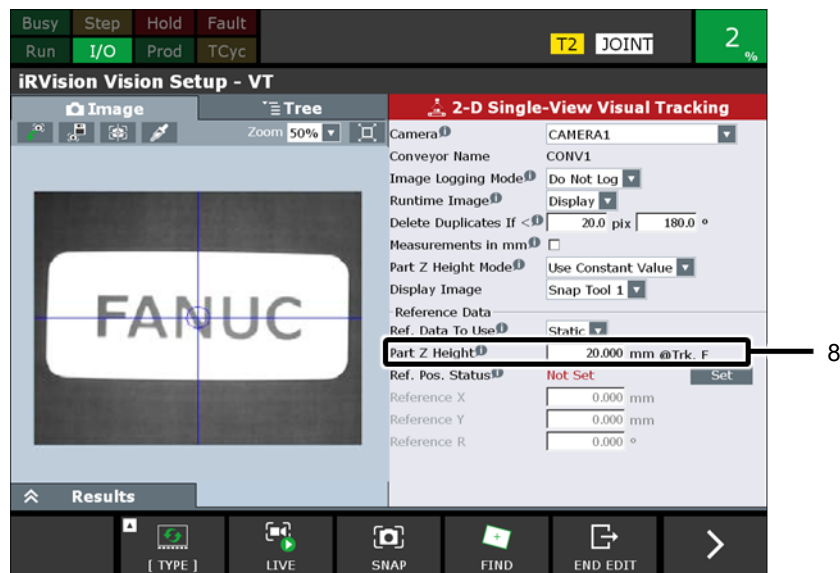 Busy Step Hold Fault
Run I/O Prod TCyc T2 JOINT 2 %
iRVision Vision Setup - VT
Image Tree 2-D Single-View Visual Tracking
Zoom 50%
Camera CAMERA1
Conveyor Name CONV1
Image Logging Mode Do Not Log
Runtime Image Display
Delete Duplicates If < 20.0 pix 180.0 °
Measurements in mm
Part Z Height Mode Use Constant Value
Display Image Snap Tool 1
Reference Data
Ref. Data To Use Static
Part Z Height 20.000 mm @Trk. F 8
Ref. Pos. Status Not Set Set
Reference X 0.000 mm
Reference Y 0.000 mm
Reference R 0.000 °
FANUC
Results
[ TYPE ] LIVE SNAP FIND END EDIT